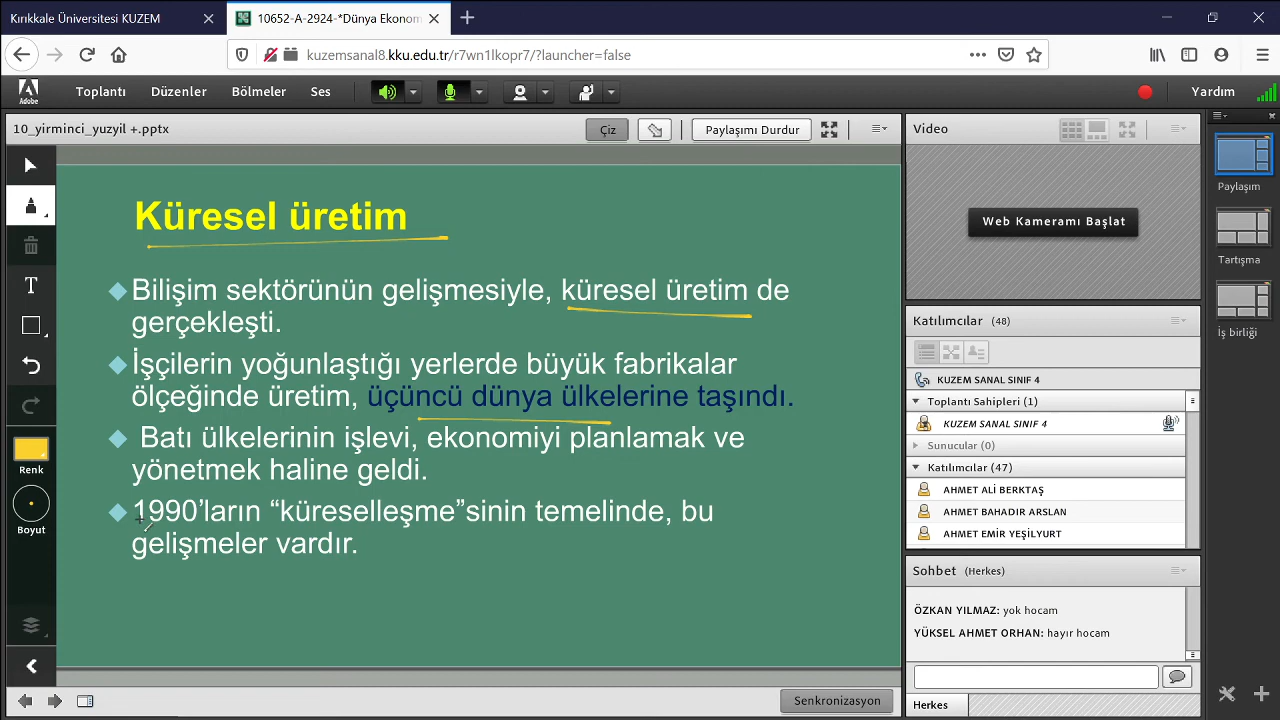 Kırıkkale Üniversitesi KUZEM
10652-A-2924-*Dünya Ekonom
kuzemsanal8.kku.edu.tr/r7wn1lkopr7/?launcher=false
Adobe
Toplantı
Düzenler
Bölmeler
Ses
Yardım
10_yirminci_yuzyil +.pptx
Çiz
Paylaşımı Durdur
Küresel üretim
Bilişim sektörünün gelişmesiyle, küresel üretim de
gerçekleşti.
İşçilerin yoğunlaştığı yerlerde büyük fabrikalar
ölçeğinde üretim, üçüncü dünya ülkelerine taşındı.
Batı ülkelerinin işlevi, ekonomiyi planlamak ve
yönetmek haline geldi.
1990’ların “küreselleşme”sinin temelinde, bu
gelişmeler vardır.
T
Renk
Boyut
Senkronizasyon
Video
Web Kameramı Başlat
Katılımcılar (48)
KUZEM SANAL SINIF 4
Toplantı Sahipleri (1)
KUZEM SANAL SINIF 4
Sunucular (0)
Katılımcılar (47)
AHMET ALİ BERKTAŞ
AHMET BAHADIR ARSLAN
AHMET EMİR YEŞİLYURT
Sohbet (Herkes)
ÖZKAN YILMAZ: yok hocam
YÜKSEL AHMET ORHAN: hayır hocam
Herkes
Paylaşım
Tartışma
İş birliği